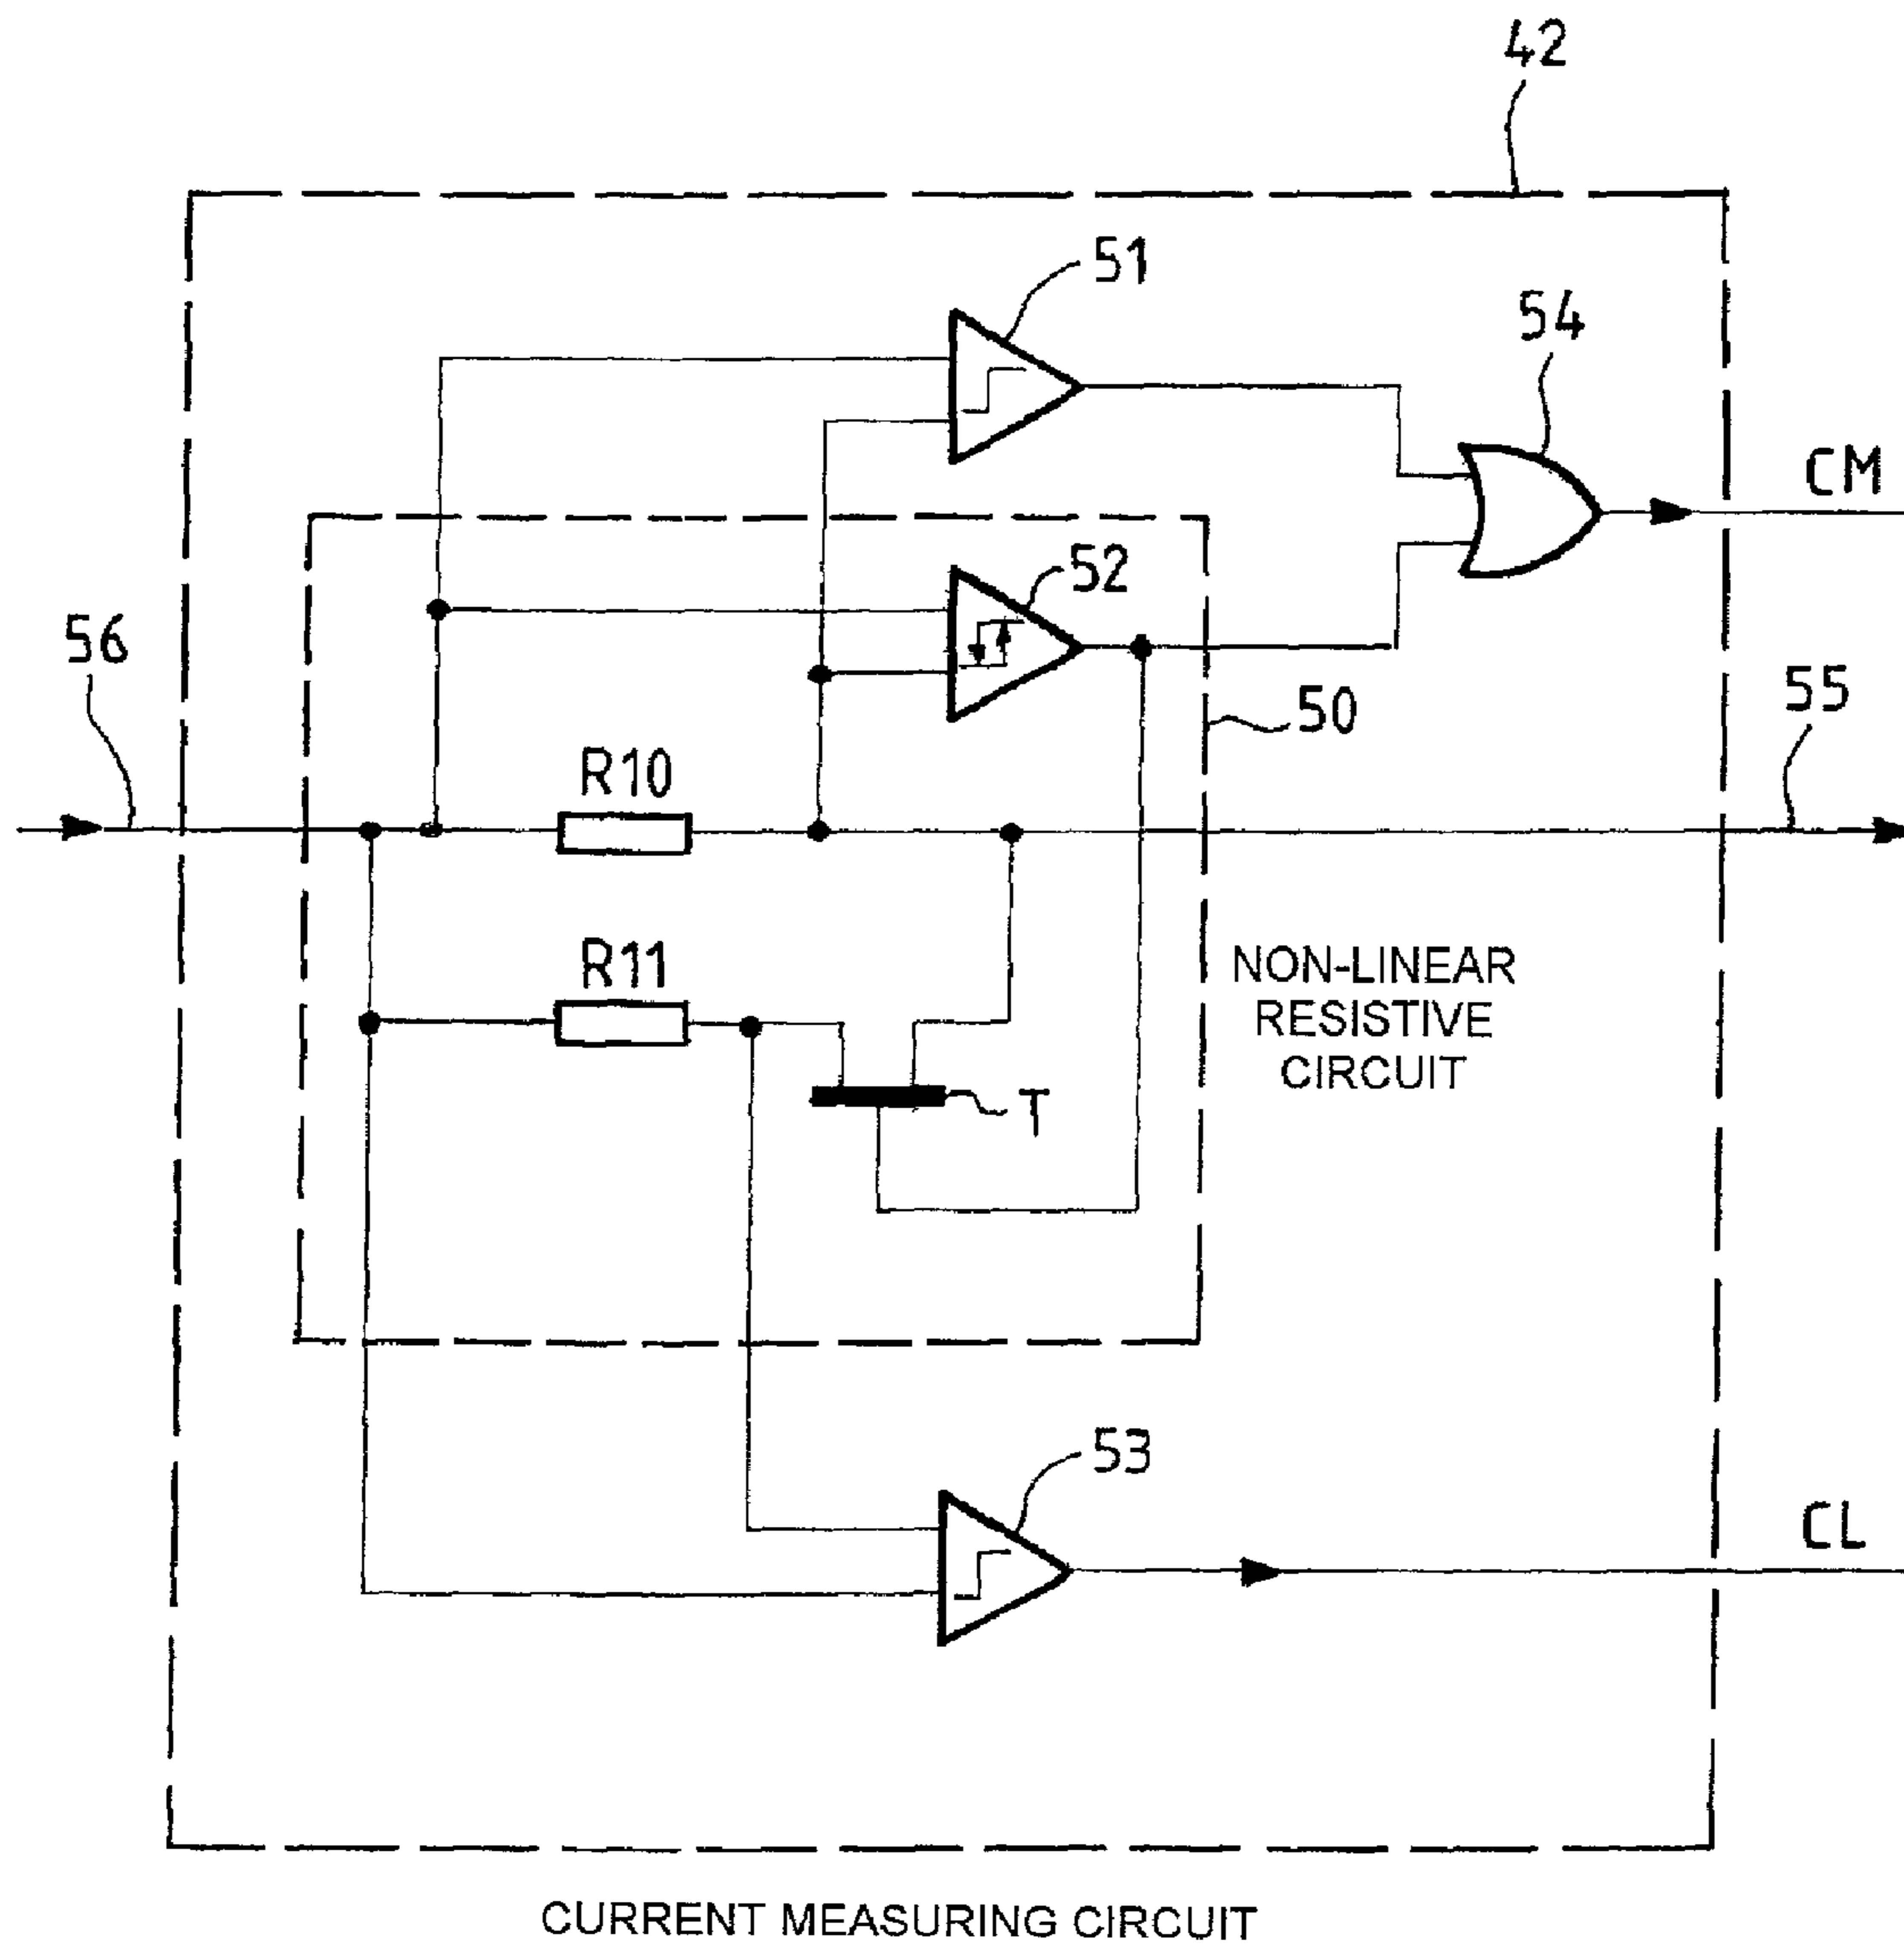 42
51
54
CM
52
56
50
55
R10
R11
NON-LINEAR
RESISTIVE
CIRCUIT
T
53
CL
CURRENT MEASURING CIRCUIT